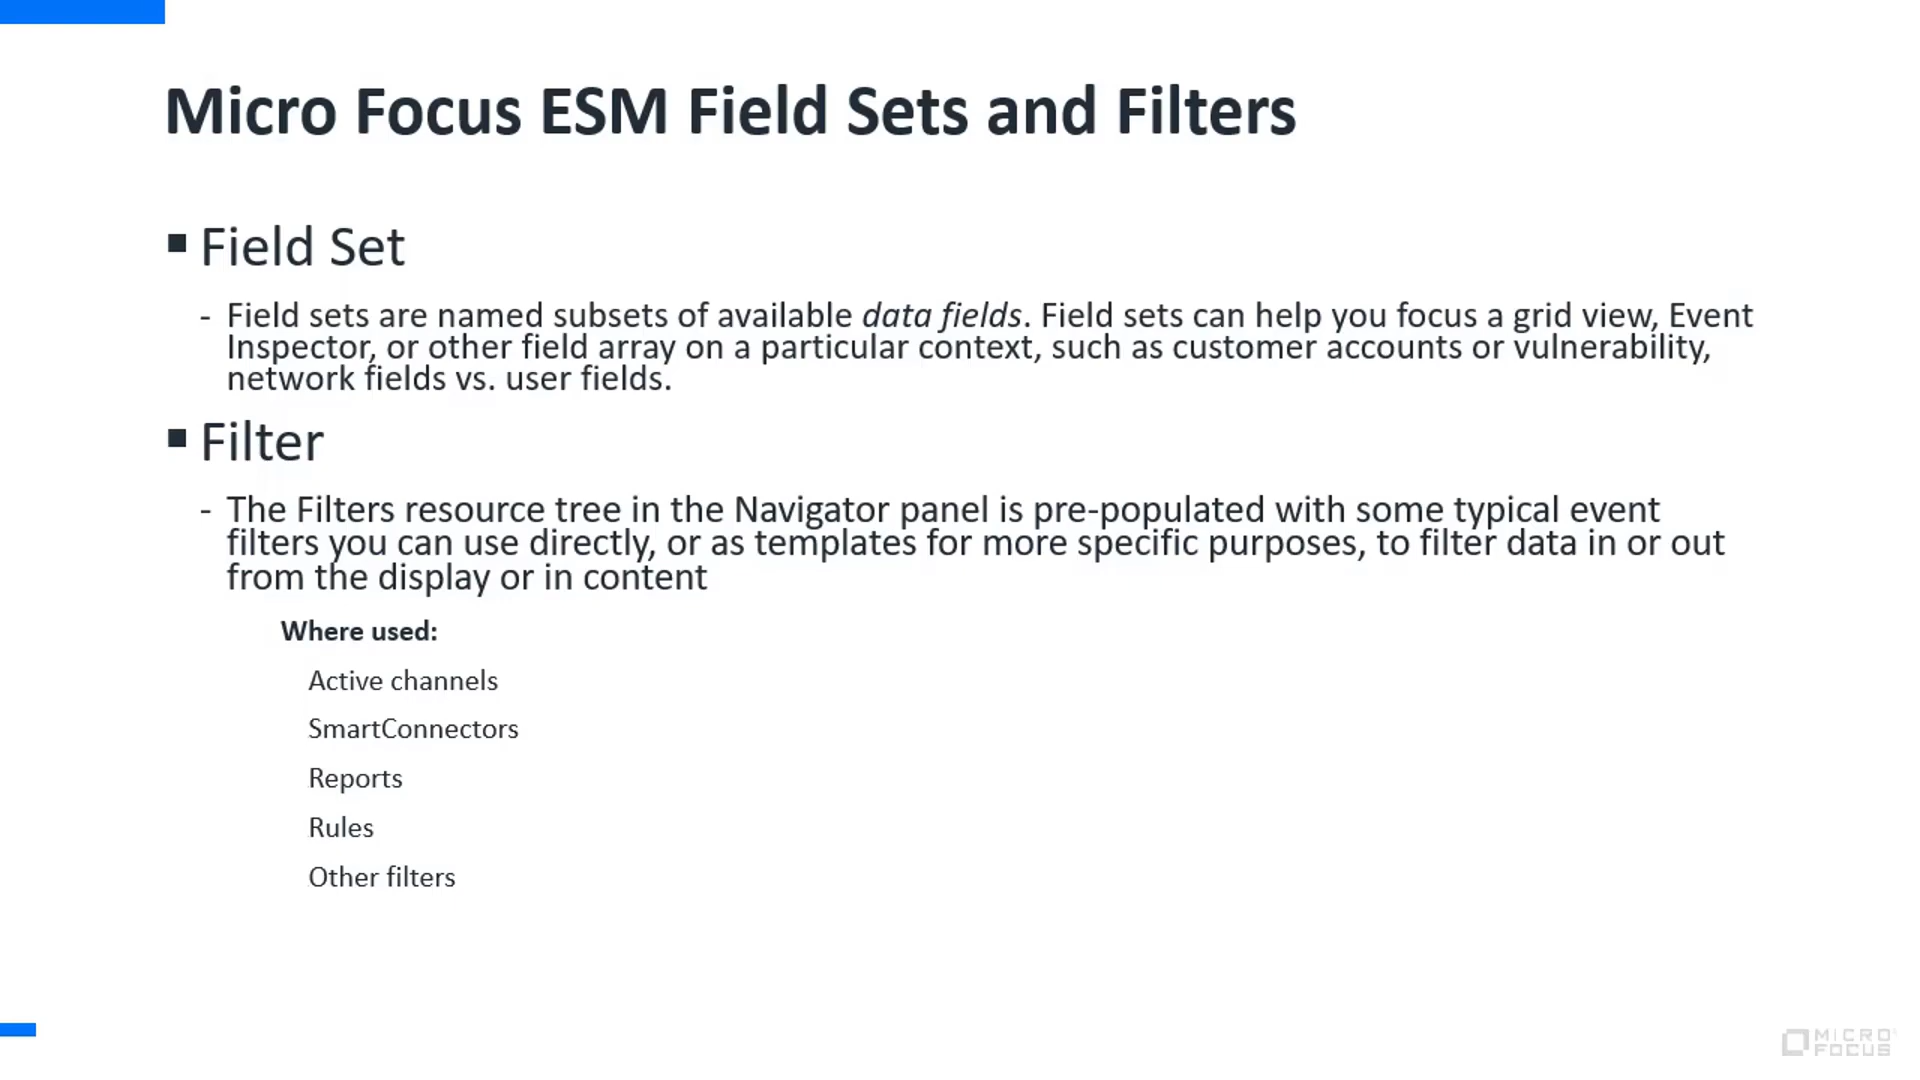 Micro Focus ESM Field Sets and Filters
▪ Field Set
- Field sets are named subsets of available data fields. Field sets can help you focus a grid view, Event
Inspector, or other field array on a particular context, such as customer accounts or vulnerability,
network fields vs. user fields.
▪ Filter
- The Filters resource tree in the Navigator panel is pre-populated with some typical event
filters you can use directly, or as templates for more specific purposes, to filter data in or out
from the display or in content
Where used:
Active channels
SmartConnectors
Reports
Rules
Other filters
MICRO
FOCUS